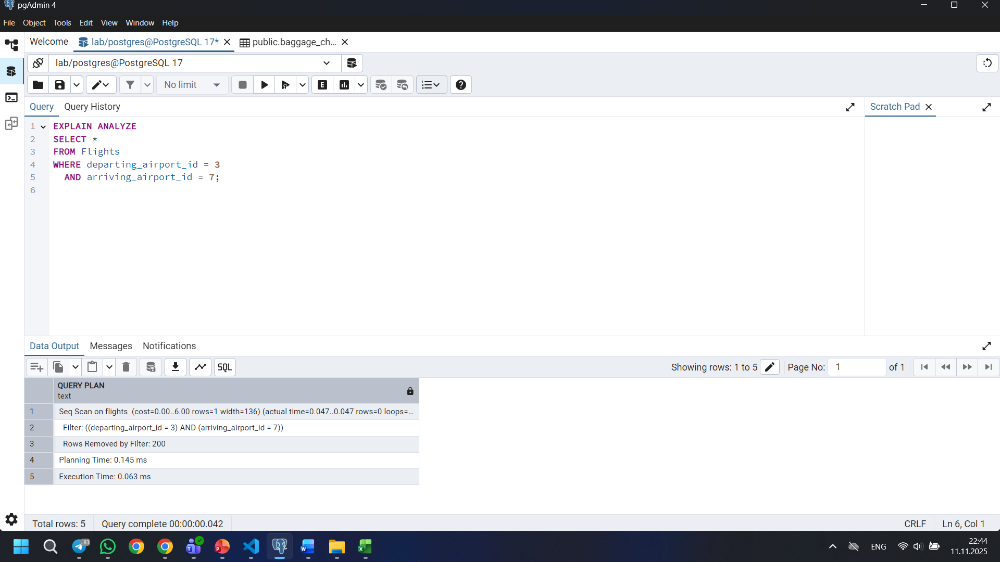 pgAdmin 4
File Object Tools Edit View Window Help
Welcome lab/postgres@PostgreSQL 17* public.baggage_ch...
lab/postgres@PostgreSQL 17
No limit E
Query Query History Scratch Pad
1 EXPLAIN ANALYZE
2 SELECT *
3 FROM Flights
4 WHERE departing_airport_id = 3
5 AND arriving_airport_id = 7;
6
Data Output Messages Notifications
SQL Showing rows: 1 to 5 Page No: 1 of 1
QUERY PLAN
text
1 Seq Scan on flights (cost=0.00..6.00 rows=1 width=136) (actual time=0.047..0.047 rows=0 loops=...
2 Filter: ((departing_airport_id = 3) AND (arriving_airport_id = 7))
3 Rows Removed by Filter: 200
4 Planning Time: 0.145 ms
5 Execution Time: 0.063 ms
Total rows: 5 Query complete 00:00:00.042 CRLF Ln 6, Col 1
..83 ENG 22:44
11.11.2025